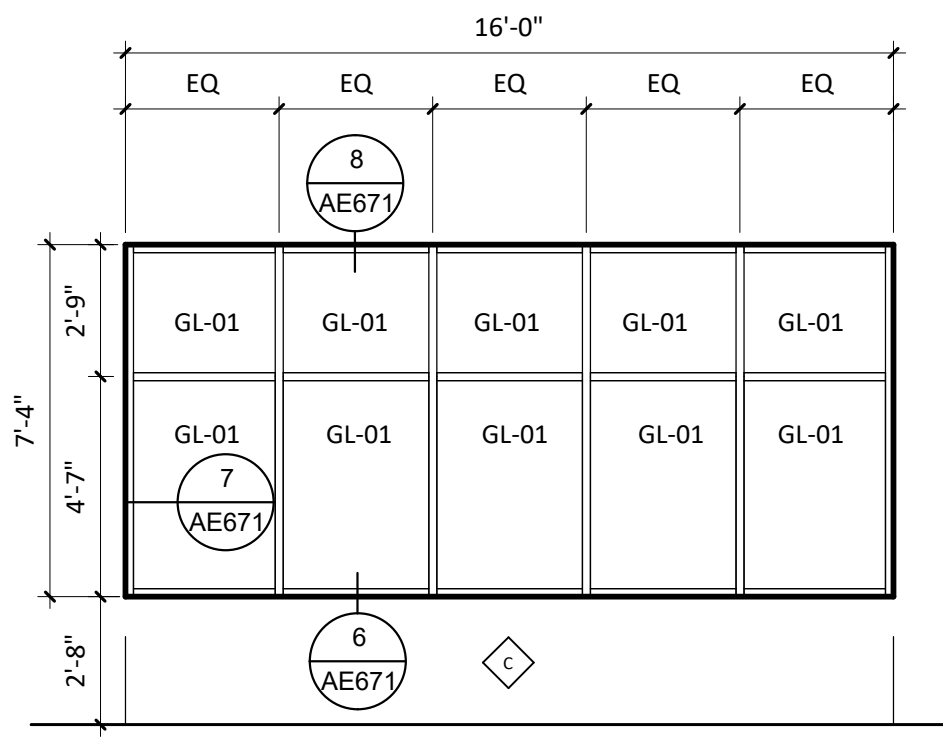 16'-0"
EQ EQ EQ EQ EQ
8
AE671
2'-9"
GL-01 GL-01 GL-01 GL-01 GL-01
7'-4"
GL-01 GL-01 GL-01 GL-01 GL-01
4'-7"
7
AE671
2'-8"
6
AE671
C